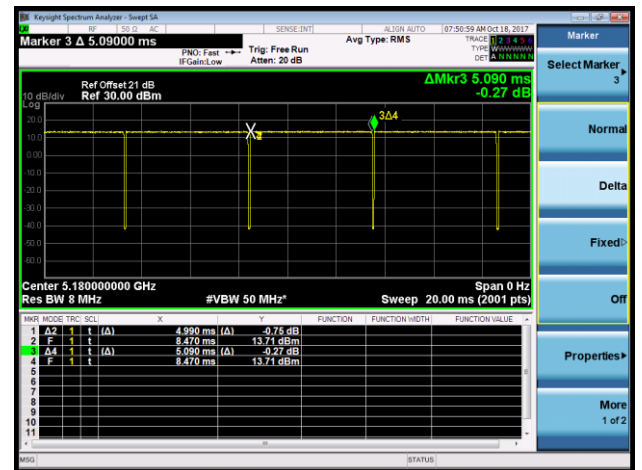 Keysight Spectrum Analyzer - Swept SA
RF 50 Ω AC SENSE:INT ALIGN AUTO 07:50:59 AM Oct 18, 2017
Marker 3 Δ 5.09000 ms
PNO: Fast Trig: Free Run Avg Type: RMS TRACE 1 2 3 4 5 6
IFGain:Low Atten: 20 dB TYPE WWWWWW
DET A N N N N N
Marker
Select Marker
3
Normal
Delta
Fixed
Off
Properties
More
1 of 2
ΔMkr3 5.090 ms
-0.27 dB
Ref Offset 21 dB
10 dB/div Ref 30.00 dBm
Log
20.0
10.0
0.00
-10.0
-20.0
-30.0
-40.0
-50.0
-60.0
3Δ4
Center 5.180000000 GHz Span 0 Hz
Res BW 8 MHz #VBW 50 MHz* Sweep 20.00 ms (2001 pts)
MKR MODE TRC SCL X Y FUNCTION FUNCTION WIDTH FUNCTION VALUE
1 Δ2 1 t (Δ) 4.990 ms (Δ) -0.75 dB
2 F 1 t 8.470 ms 13.71 dBm
3 Δ4 1 t (Δ) 5.090 ms (Δ) -0.27 dB
4 F 1 t 8.470 ms 13.71 dBm
5
6
7
8
9
10
11
MSG STATUS